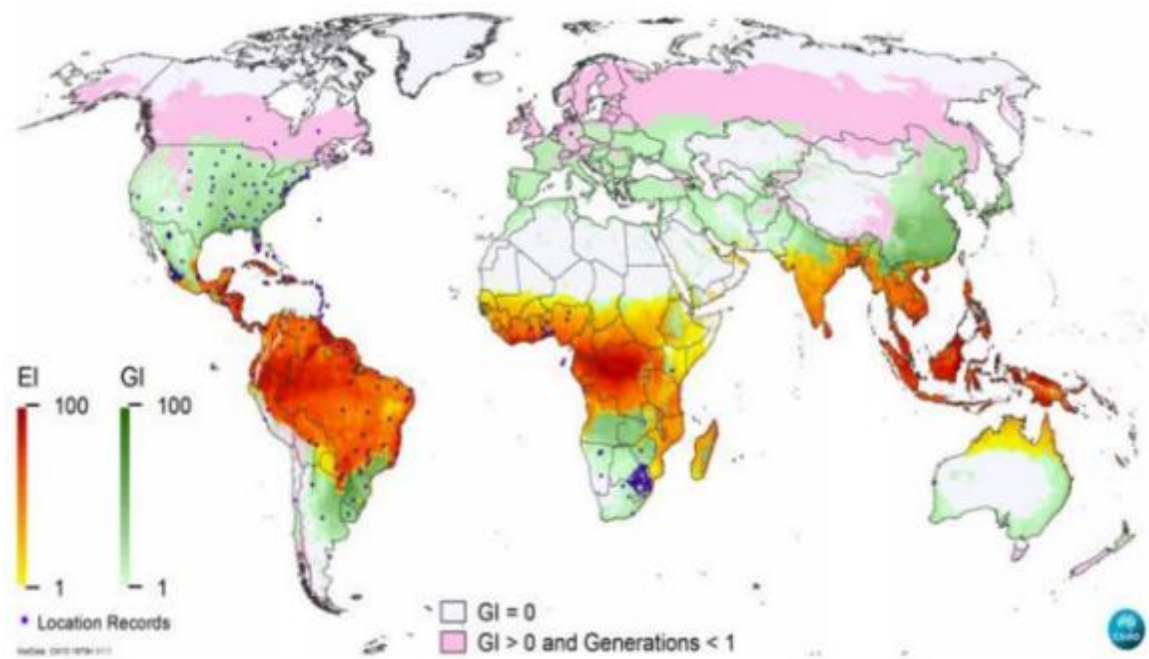 EI GI
100 100
1 1
Location Records
GI = 0
GI > 0 and Generations < 1